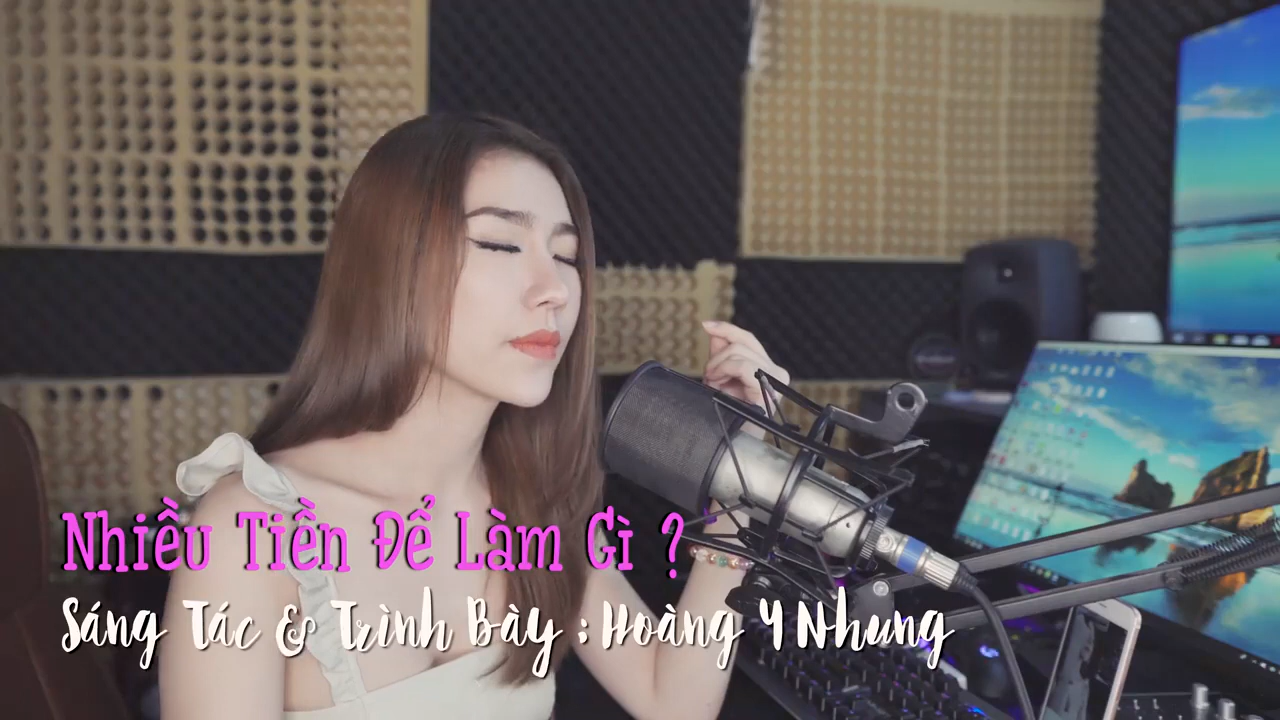 Nhiều Tiền Để Làm Gì ?
Sáng Tác & Trình Bày : Hoàng Y Nhung